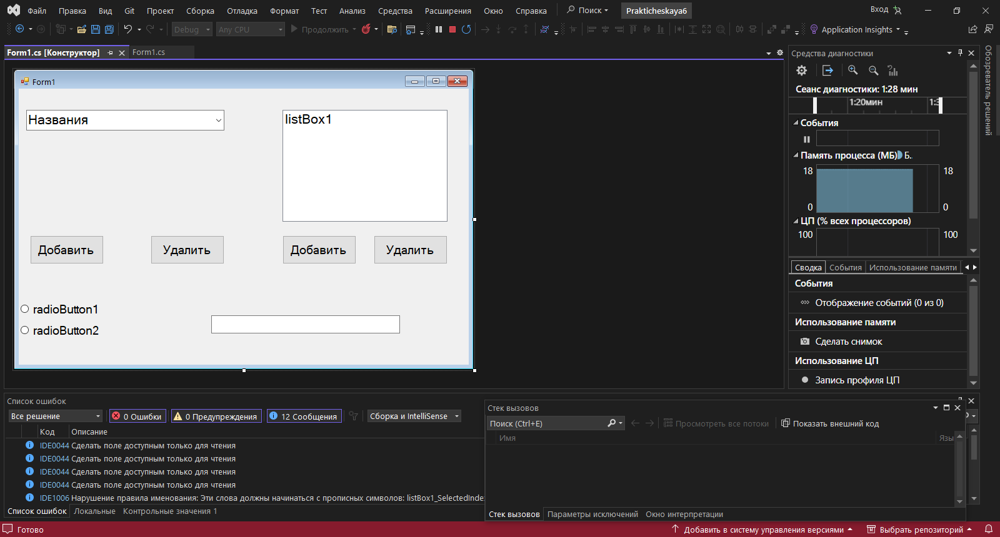 Файл Правка Вид Git Проект Сборка Отладка Формат Тест Анализ Средства Расширения Окно Справка Поиск Prakticheskaya6 Вход
Debug Any CPU Продолжить Application Insights
Form1.cs [Конструктор] Form1.cs
Form1
Названия
listBox1
Добавить Удалить Добавить Удалить
radioButton1
radioButton2
Средства диагностики
Сеанс диагностики: 1:28 мин
1:20мин
События
Память процесса (МБ) Б..
18 18
0 0
ЦП (% всех процессоров)
100 100
Сводка События Использование памяти
События
Отображение событий (0 из 0)
Использование памяти
Сделать снимок
Использование ЦП
Запись профиля ЦП
Обозреватель решений
Список ошибок
Все решение 0 Ошибки 0 Предупреждения 12 Сообщения Сборка и IntelliSense
Код Описание
IDE0044 Сделать поле доступным только для чтения
IDE0044 Сделать поле доступным только для чтения
IDE0044 Сделать поле доступным только для чтения
IDE0044 Сделать поле доступным только для чтения
IDE1006 Нарушение правила именования: Эти слова должны начинаться с прописных символов: listBox1_SelectedInde
Список ошибок Локальные Контрольные значения 1
Стек вызовов
Поиск (Ctrl+E) Просмотреть все потоки Показать внешний код
Имя Язы
Стек вызовов Параметры исключений Окно интерпретации
Готово Добавить в систему управления версиями Выбрать репозиторий